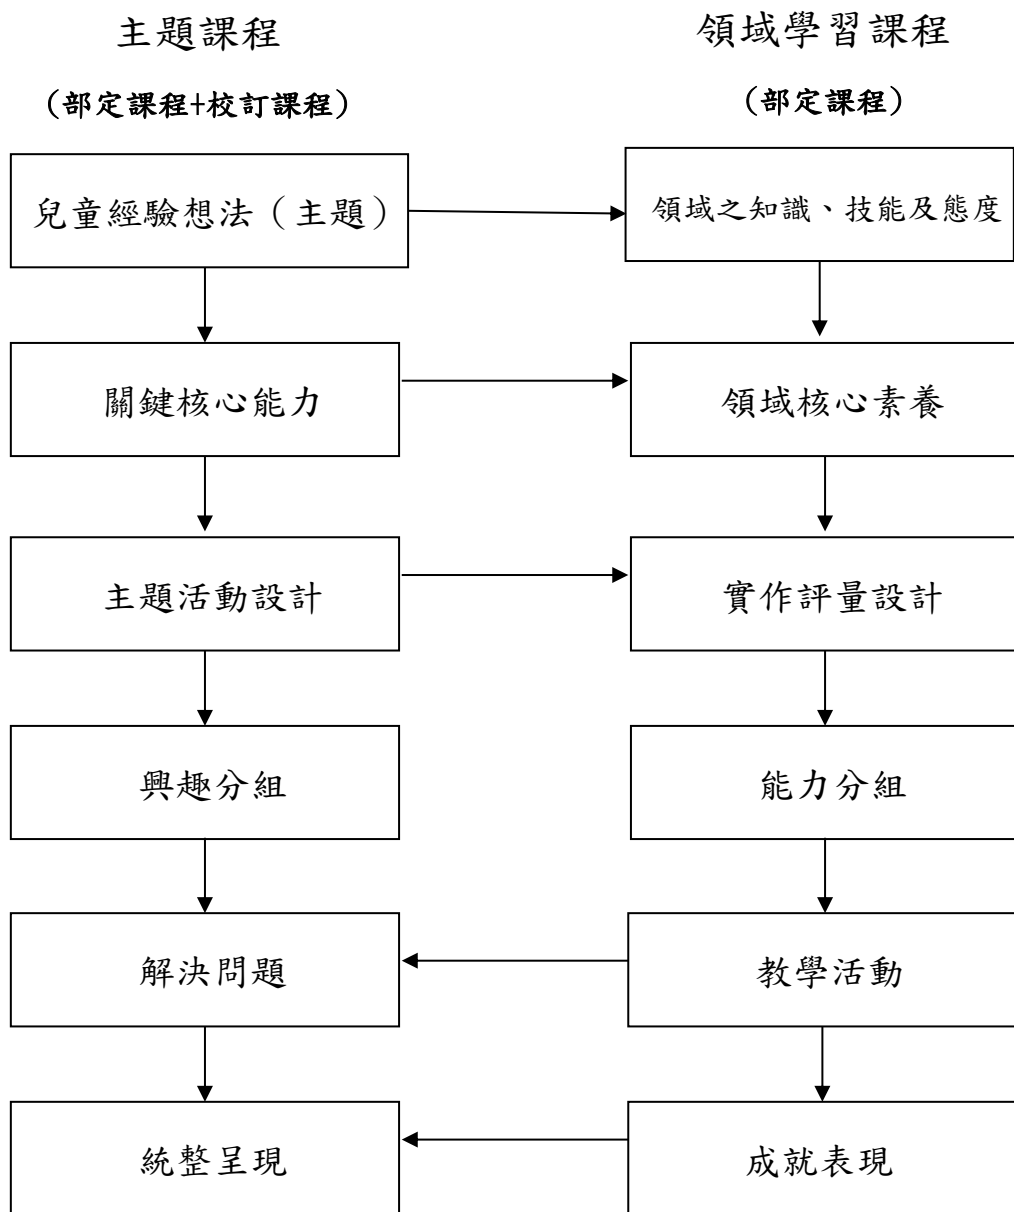 主題課程
領域學習課程
(部定課程+校訂課程)
(部定課程)
兒童經驗想法（主題）
領域之知識、技能及態度
關鍵核心能力
領域核心素養
主題活動設計
實作評量設計
興趣分組
能力分組
解決問題
教學活動
統整呈現
成就表現